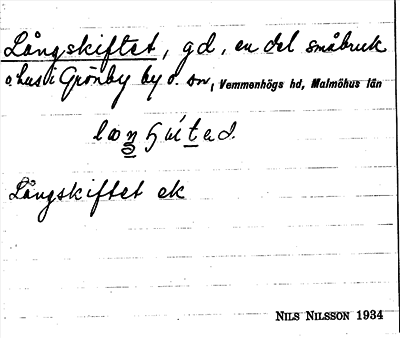 Långskiftet, gd, en del småbruk
o. hus i Grönby by o. sn, Vemmenhögs hd, Malmöhus län
Långskiftet ek
NILS NILSSON 1934